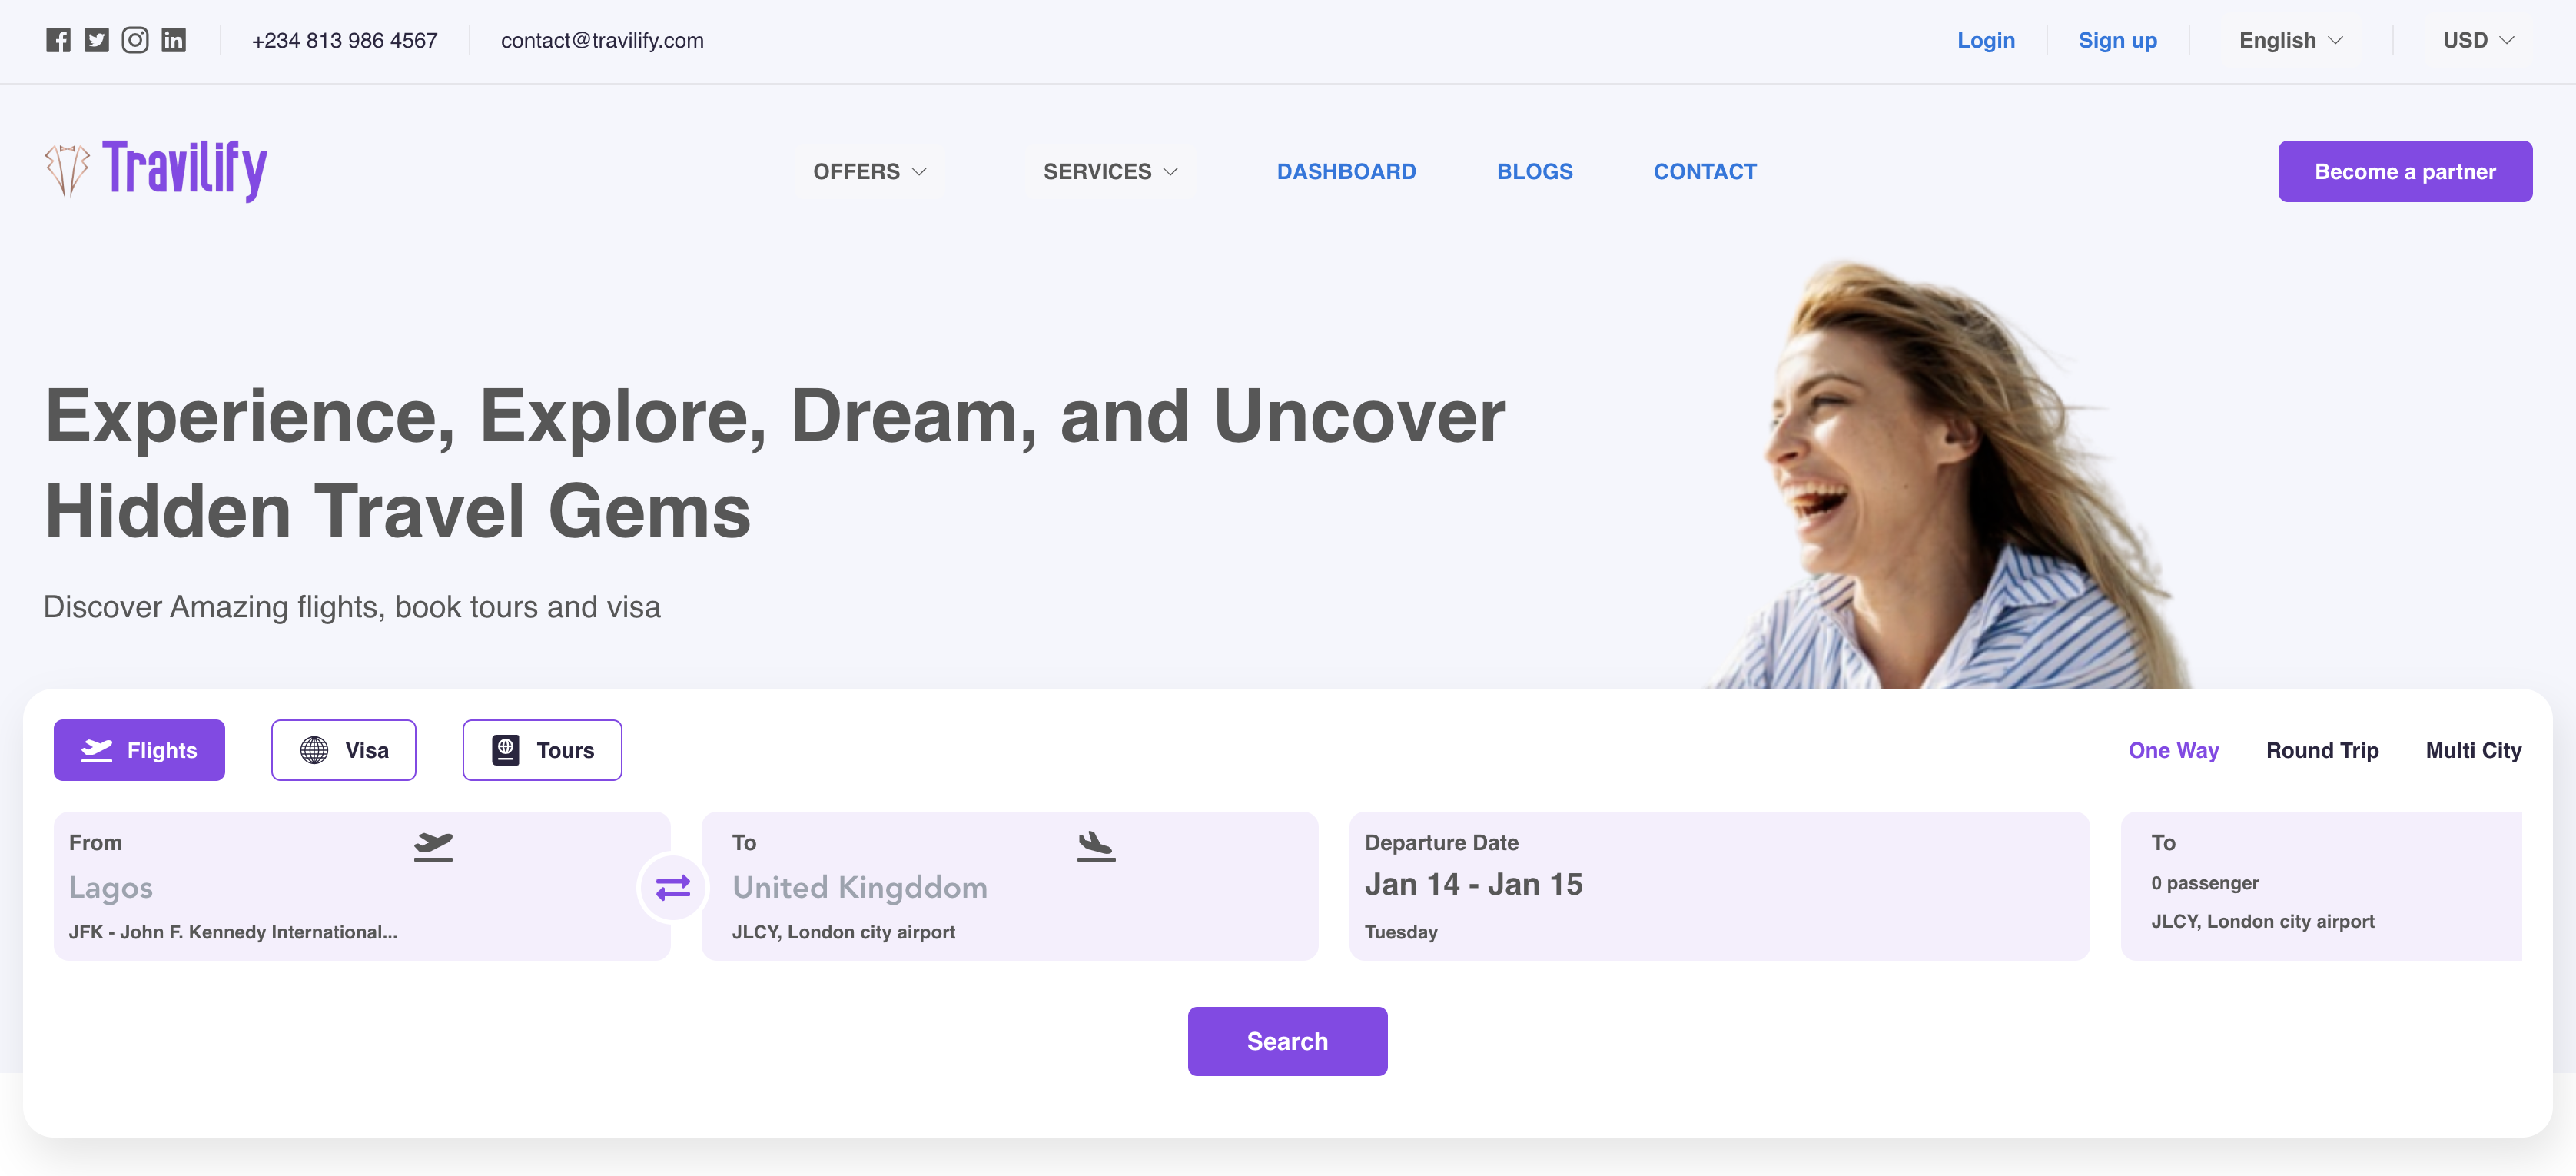 +234 813 986 4567
contact@travilify.com
Login
Sign up
English
USD
Travilify
OFFERS
SERVICES
DASHBOARD
BLOGS
CONTACT
Become a partner
Experience, Explore, Dream, and Uncover
Hidden Travel Gems
Discover Amazing flights, book tours and visa
Flights
Visa
Tours
One Way
Round Trip
Multi City
From
Lagos
JFK - John F. Kennedy International...
To
United Kingddom
JLCY, London city airport
Departure Date
Jan 14 - Jan 15
Tuesday
To
0 passenger
JLCY, London city airport
Search